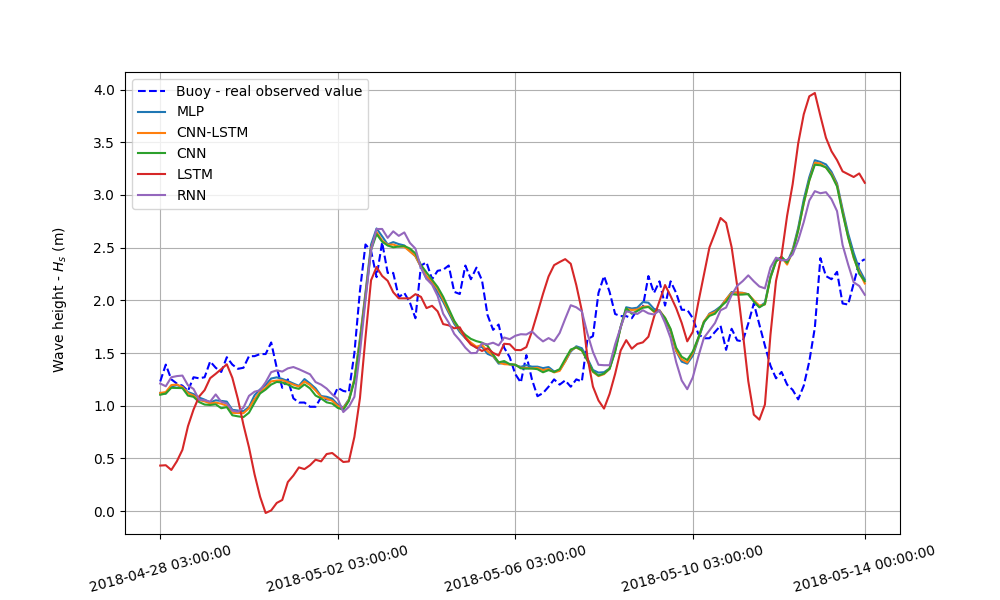 Buoy - real observed value
MLP
CNN-LSTM
CNN
LSTM
RNN
Wave height - Hs (m)
4.0
3.5
3.0
2.5
2.0
1.5
1.0
0.5
0.0
2018-04-28 03:00:00
2018-05-02 03:00:00
2018-05-06 03:00:00
2018-05-10 03:00:00
2018-05-14 00:00:00